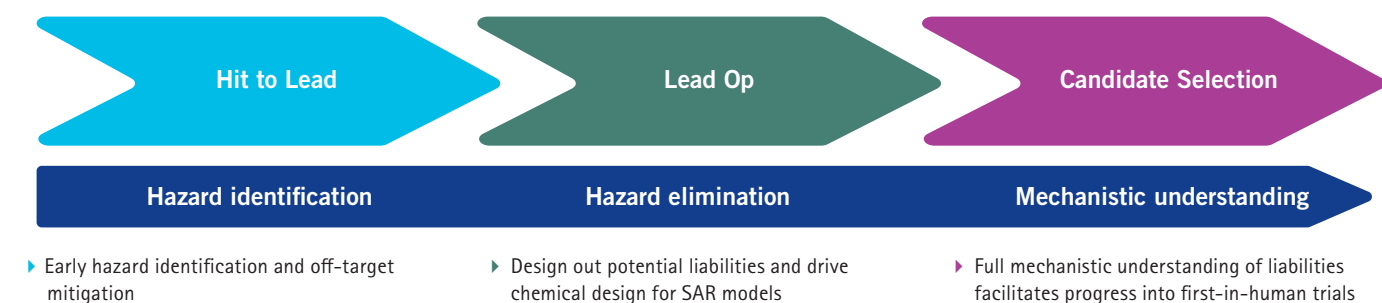 Hit to Lead
Lead Op
Candidate Selection
Hazard identification
Hazard elimination
Mechanistic understanding
Early hazard identification and off-target
mitigation
Design out potential liabilities and drive
chemical design for SAR models
Full mechanistic understanding of liabilities
facilitates progress into first-in-human trials